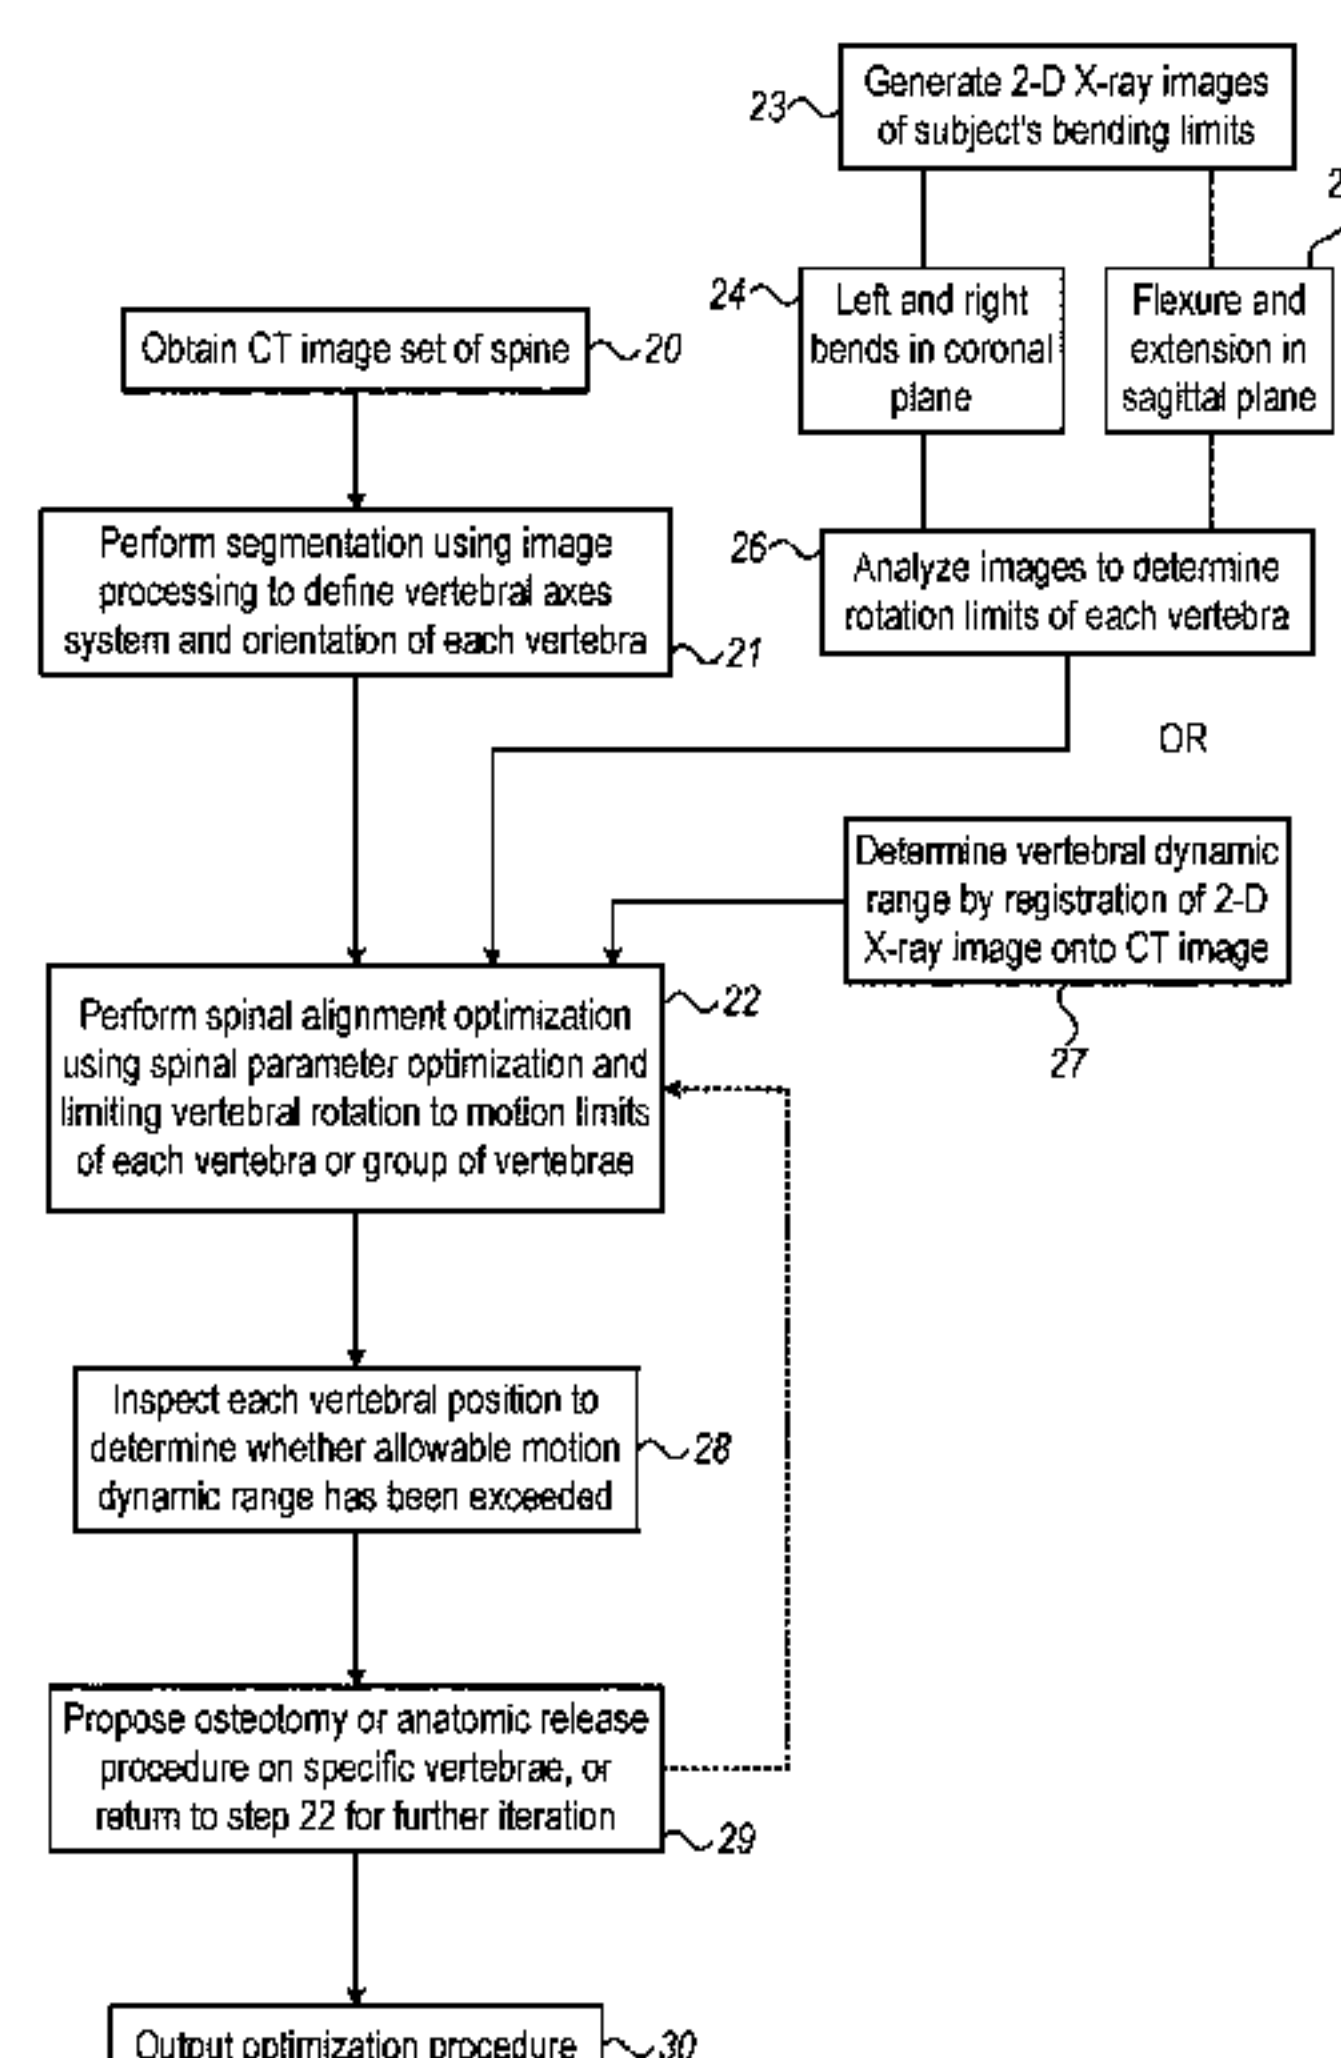 Generate 2-D X-ray images
of subject's bending limits
23
24
Left and right
bends in coronal
plane
Flexure and
extension in
sagittal plane
Obtain CT image set of spine
20
Perform segmentation using image
processing to define vertebral axes
system and orientation of each vertebra
21
26
Analyze images to determine
rotation limits of each vertebra
OR
Determine vertebral dynamic
range by registration of 2-D
X-ray image onto CT image
27
Perform spinal alignment optimization
using spinal parameter optimization and
limiting vertebral rotation to motion limits
of each vertebra or group of vertebrae
22
Inspect each vertebral position to
determine whether allowable motion
dynamic range has been exceeded
28
Propose osteotomy or anatomic release
procedure on specific vertebrae, or
return to step 22 for further iteration
29
Output optimization procedure
30